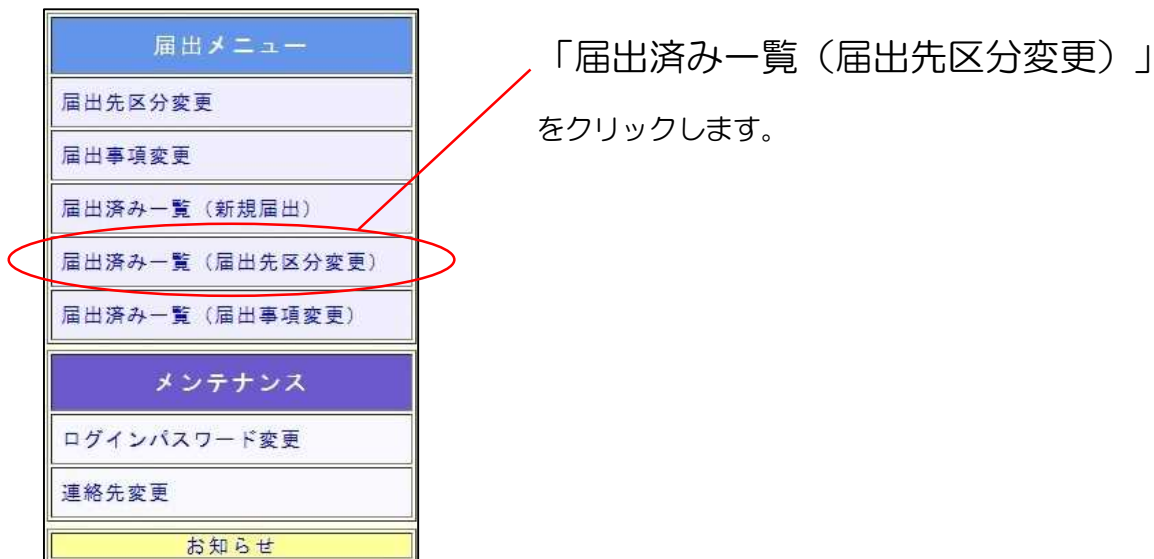 届出メニュー
届出先区分変更
届出事項変更
届出済み一覧（新規届出）
届出済み一覧（届出先区分変更）
届出済み一覧（届出事項変更）
メンテナンス
ログインパスワード変更
連絡先変更
お知らせ
「届出済み一覧（届出先区分変更）」
をクリックします。